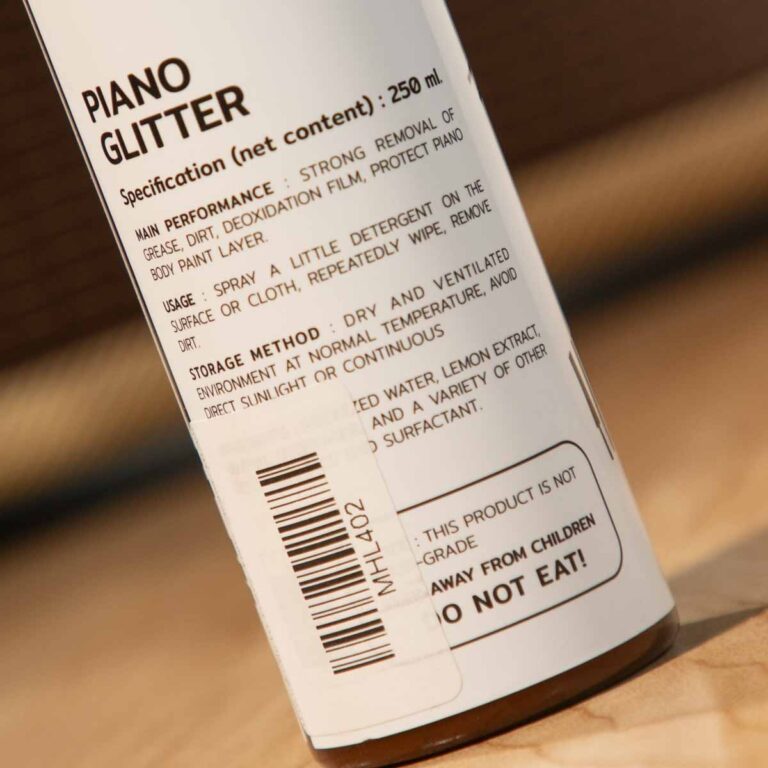 PIANO
GLITTER
Specification (net content) : 250 ml.
MAIN PERFORMANCE : STRONG REMOVAL OF
GREASE, DIRT, DEOXIDATION FILM, PROTECT PIANO
BODY PAINT LAYER.
USAGE : SPRAY A LITTLE DETERGENT ON THE
SURFACE OR CLOTH, REPEATEDLY WIPE, REMOVE
DIRT.
STORAGE METHOD : DRY AND VENTILATED
ENVIRONMENT AT NORMAL TEMPERATURE, AVOID
DIRECT SUNLIGHT OR CONTINUOUS
WATER, LEMON EXTRACT,
AND A VARIETY OF OTHER
SURFACTANT.
: THIS PRODUCT IS NOT
-GRADE
AWAY FROM CHILDREN
NOT EAT!
MHL402